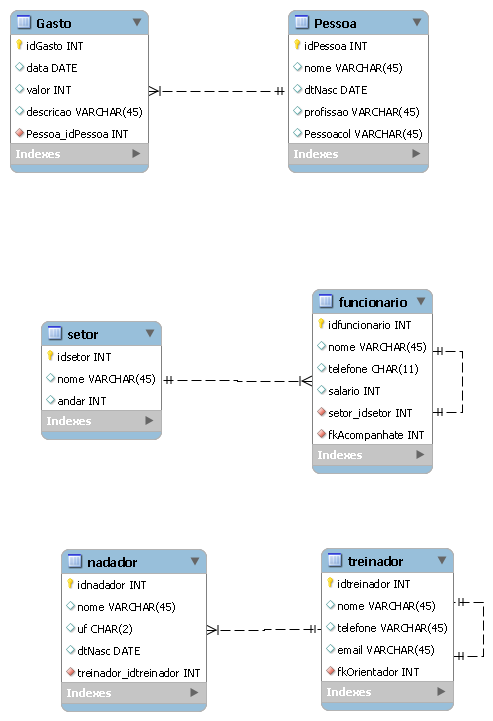 Gasto
idGasto INT
data DATE
valor INT
descricao VARCHAR(45)
Pessoa_idPessoa INT
Indexes
Pessoa
idPessoa INT
nome VARCHAR(45)
dtNasc DATE
profissao VARCHAR(45)
Pessoacol VARCHAR(45)
Indexes
setor
idsetor INT
nome VARCHAR(45)
andar INT
Indexes
funcionario
idfuncionario INT
nome VARCHAR(45)
telefone CHAR(11)
salario INT
setor_idsetor INT
fkAcompanhate INT
Indexes
nadador
idnadador INT
nome VARCHAR(45)
uf CHAR(2)
dtNasc DATE
treinador_idtreinador INT
Indexes
treinador
idtreinador INT
nome VARCHAR(45)
telefone VARCHAR(45)
email VARCHAR(45)
fkOrientador INT
Indexes